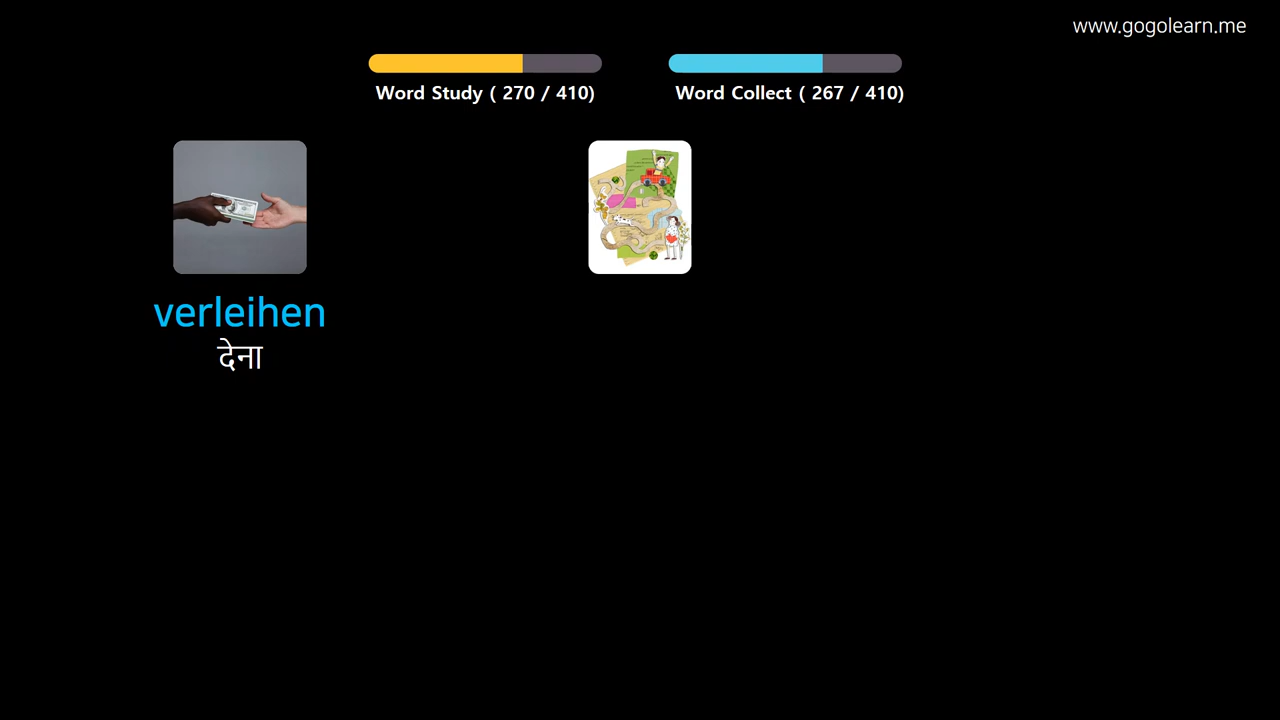 www.gogolearn.me
Word Study ( 270 / 410)
Word Collect ( 267 / 410)
verleihen
देना